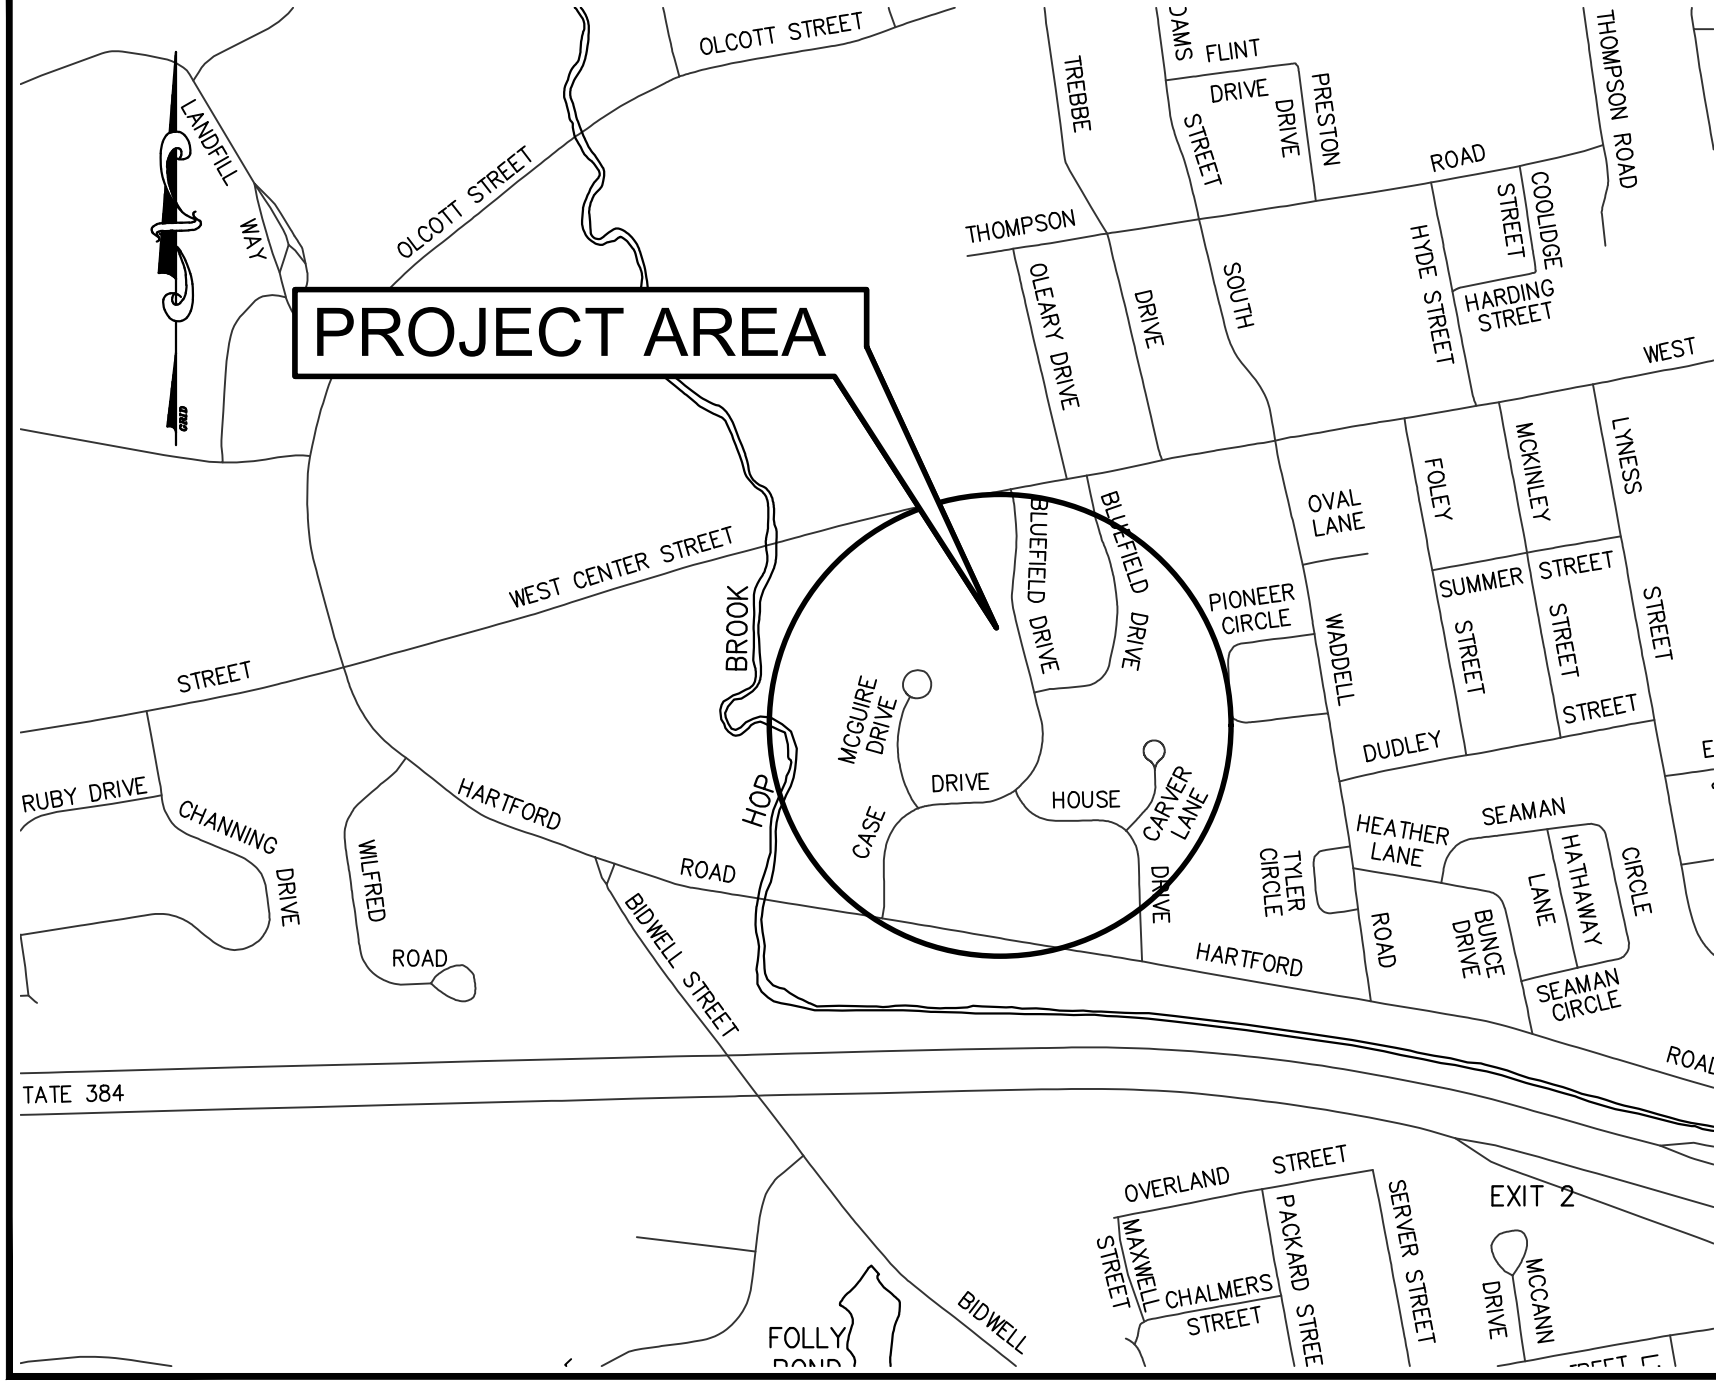 OLCOTT STREET
DAMS
FLINT
DRIVE
DRIVE
PRESTON
STREET
TREBBE
THOMPSON ROAD
LANDFILL
WAY
OLCOTT STREET
ROAD
COOLIDGE
STREET
THOMPSON
HYDE STREET
HARDING
STREET
OLEARY DRIVE
DRIVE
SOUTH
PROJECT AREA
WEST
GRID
LYNESS
MCKINLEY
FOLEY
OVAL
LANE
BLUEFIELD DRIVE
BLUEFIELD DRIVE
WEST CENTER STREET
BROOK
SUMMER
STREET
PIONEER
CIRCLE
WADDELL
STREET
STREET
STREET
STREET
MCGUIRE
DRIVE
STREET
DUDLEY
E
RUBY DRIVE
CHANNING
DRIVE
HARTFORD
HOP
DRIVE
HOUSE
CARVER
LANE
CASE
SEAMAN
HEATHER
LANE
WILFRED
ROAD
ROAD
DRIVE
TYLER
CIRCLE
HATHAWAY
LANE
CIRCLE
BUNCE
DRIVE
ROAD
BIDWELL STREET
HARTFORD
SEAMAN
CIRCLE
TATE 384
ROAD
OVERLAND
STREET
EXIT 2
MAXWELL
STREET
PACKARD STREE
SERVER STREET
CHALMERS
STREET
MCCANN
DRIVE
BIDWELL
FOLLY
POND